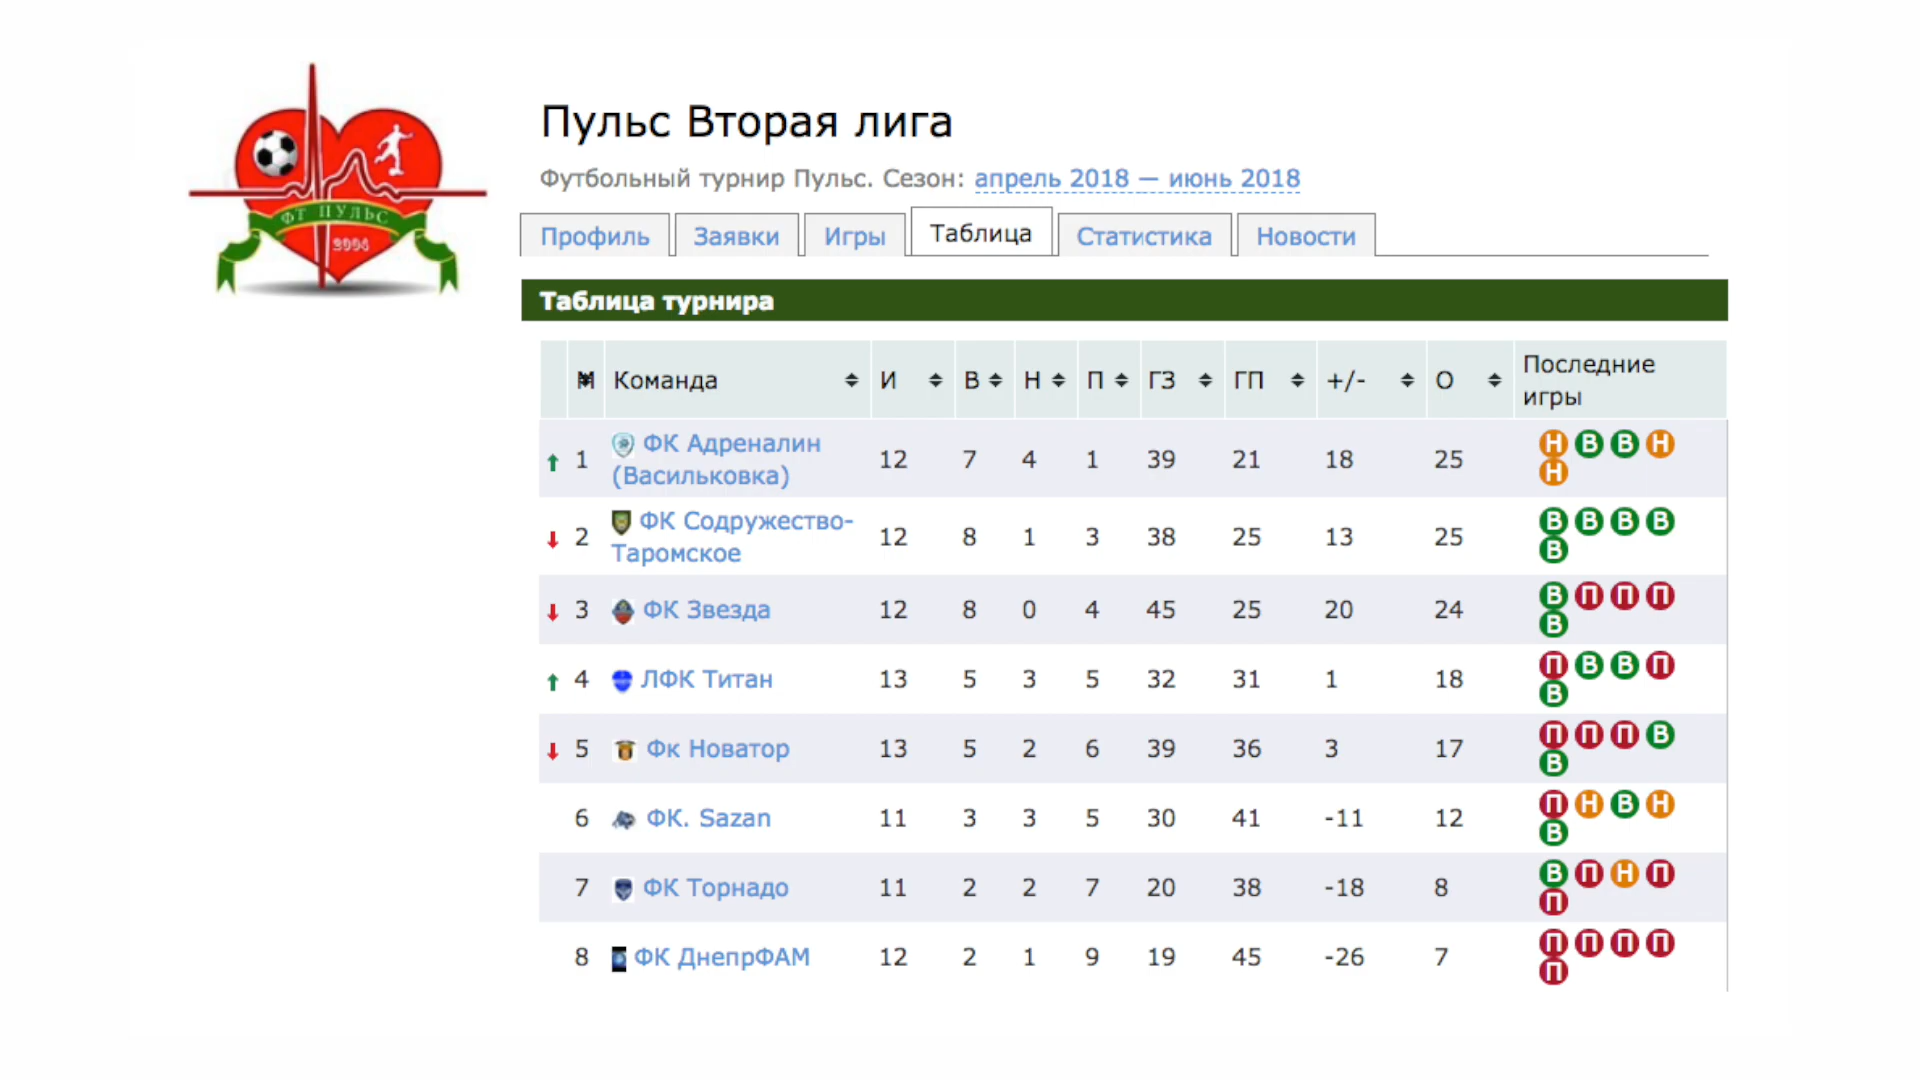 ФТ ПУЛЬС
2004
Пульс Вторая лига
Футбольный турнир Пульс. Сезон: апрель 2018 — июнь 2018
Профиль Заявки Игры Таблица Статистика Новости
Таблица турнира
М Команда И В Н П ГЗ ГП +/- О Последние игры
1 ФК Адреналин (Васильковка) 12 7 4 1 39 21 18 25 Н В В Н Н
2 ФК Содружество-Таромское 12 8 1 3 38 25 13 25 В В В В В
3 ФК Звезда 12 8 0 4 45 25 20 24 В П П П В
4 ЛФК Титан 13 5 3 5 32 31 1 18 П В В П В
5 Фк Новатор 13 5 2 6 39 36 3 17 П П П В В
6 ФК. Sazan 11 3 3 5 30 41 -11 12 П Н В Н В
7 ФК Торнадо 11 2 2 7 20 38 -18 8 В П Н П П
8 ФК ДнепрФАМ 12 2 1 9 19 45 -26 7 П П П П П